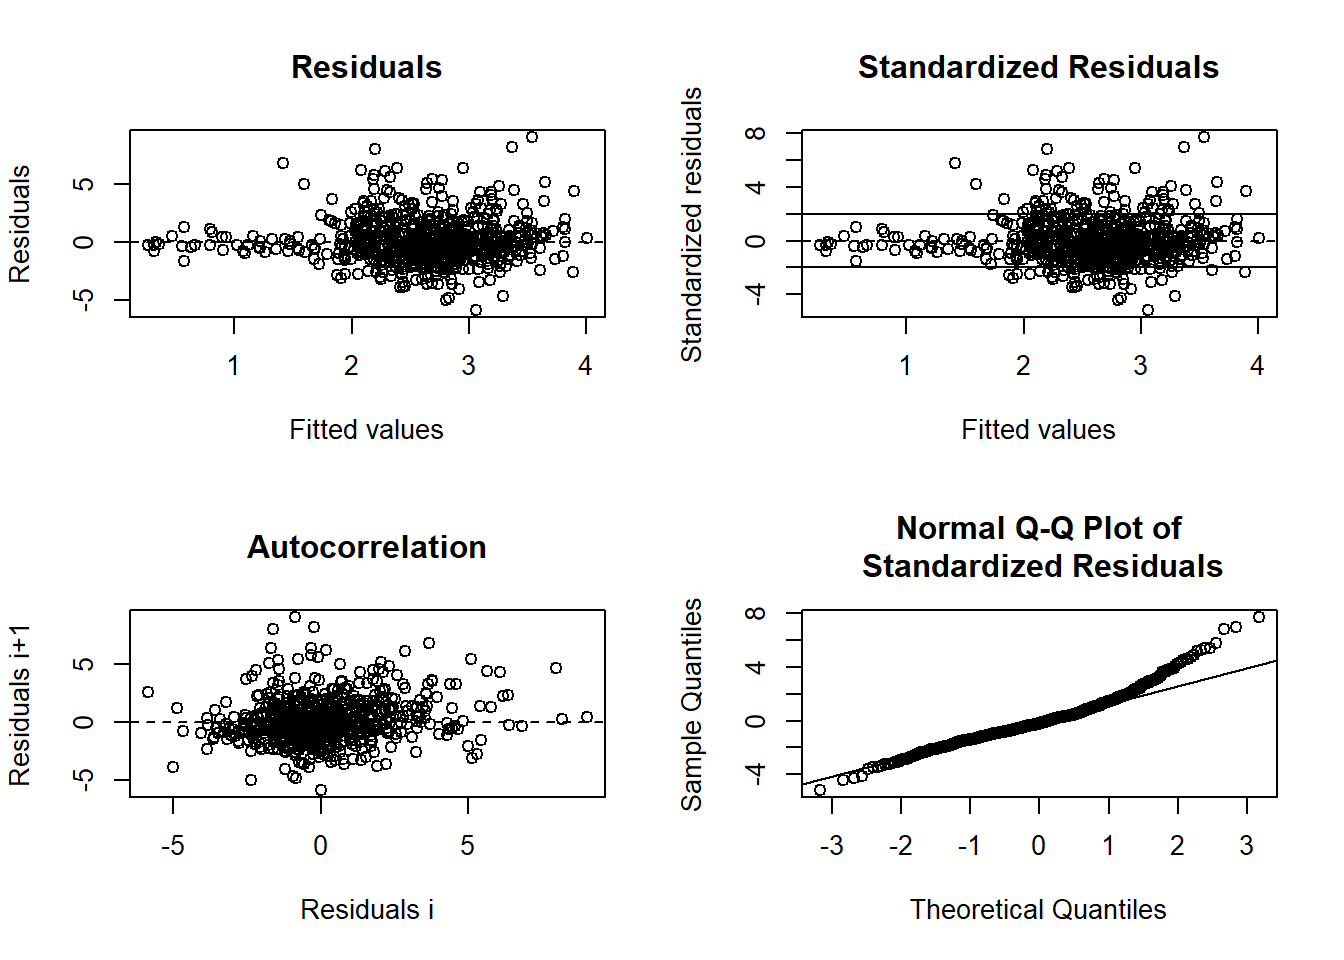 Residuals
Residuals
5
0
-5
1 2 3 4
Fitted values
Standardized Residuals
Standardized residuals
8
4
0
-4
1 2 3 4
Fitted values
Autocorrelation
Residuals i+1
5
0
-5
-5 0 5
Residuals i
Normal Q-Q Plot of
Standardized Residuals
Sample Quantiles
8
4
0
-4
-3 -2 -1 0 1 2 3
Theoretical Quantiles